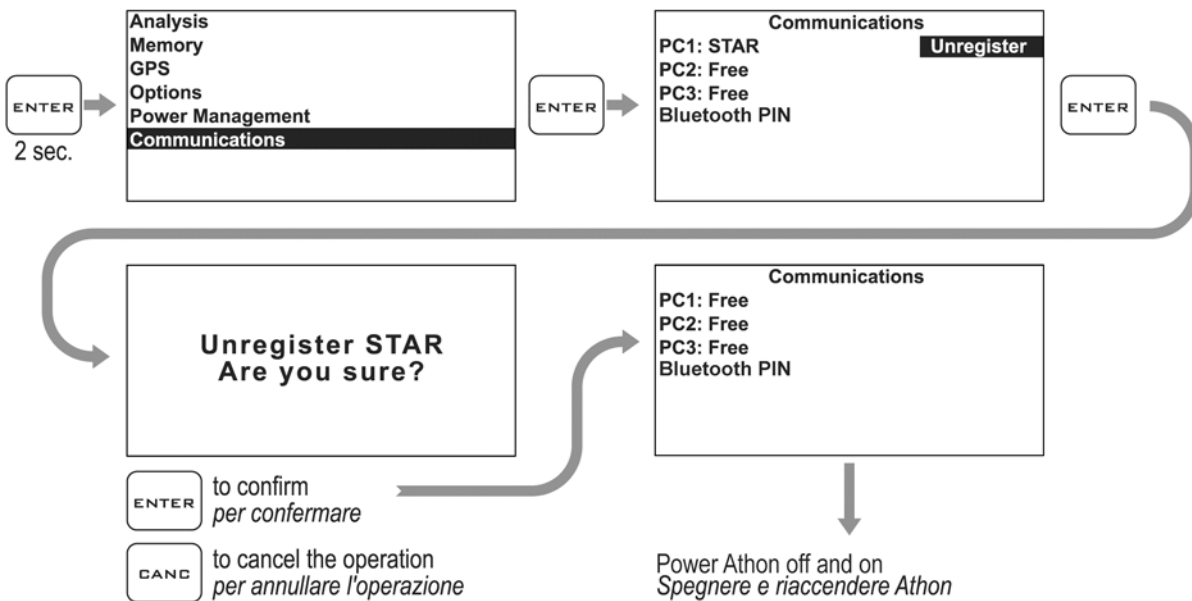 ENTER
2 sec.
Analysis
Memory
GPS
Options
Power Management
Communications
ENTER
Communications
PC1: STAR Unregister
PC2: Free
PC3: Free
Bluetooth PIN
ENTER
Unregister STAR
Are you sure?
ENTER to confirm
per confermare
CANC to cancel the operation
per annullare l'operazione
Communications
PC1: Free
PC2: Free
PC3: Free
Bluetooth PIN
Power Athon off and on
Spegnere e riaccendere Athon